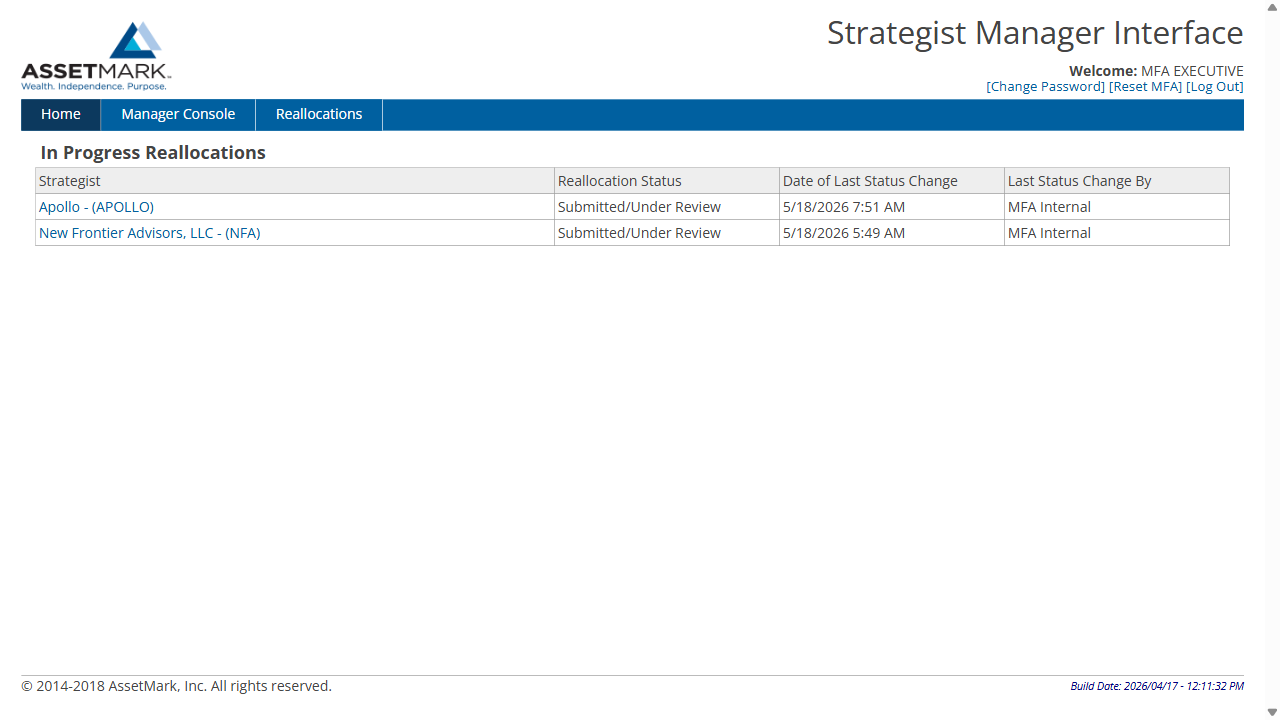 ASSETMARK™
Wealth. Independence. Purpose.
Strategist Manager Interface
Welcome: MFA EXECUTIVE
[Change Password] [Reset MFA] [Log Out]
Home Manager Console Reallocations
In Progress Reallocations
Strategist Reallocation Status Date of Last Status Change Last Status Change By
Apollo - (APOLLO) Submitted/Under Review 5/18/2026 7:51 AM MFA Internal
New Frontier Advisors, LLC - (NFA) Submitted/Under Review 5/18/2026 5:49 AM MFA Internal
© 2014-2018 AssetMark, Inc. All rights reserved.
Build Date: 2026/04/17 - 12:11:32 PM